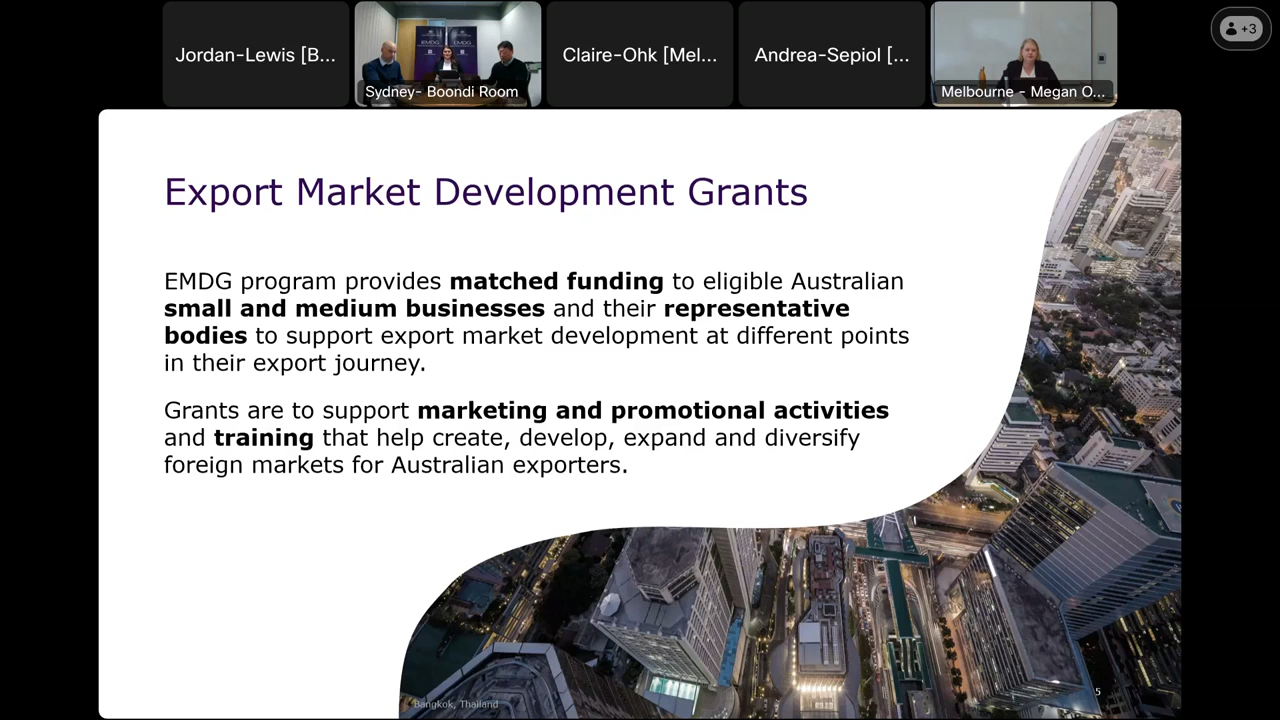 Jordan-Lewis [B...
Sydney- Boondi Room
Claire-Ohk [Mel...
Andrea-Sepiol [...
Melbourne - Megan O...
+3
EMDG
EMDG
Export Market Development Grants
EMDG program provides matched funding to eligible Australian
small and medium businesses and their representative
bodies to support export market development at different points
in their export journey.
Grants are to support marketing and promotional activities
and training that help create, develop, expand and diversify
foreign markets for Australian exporters.
Bangkok, Thailand
5